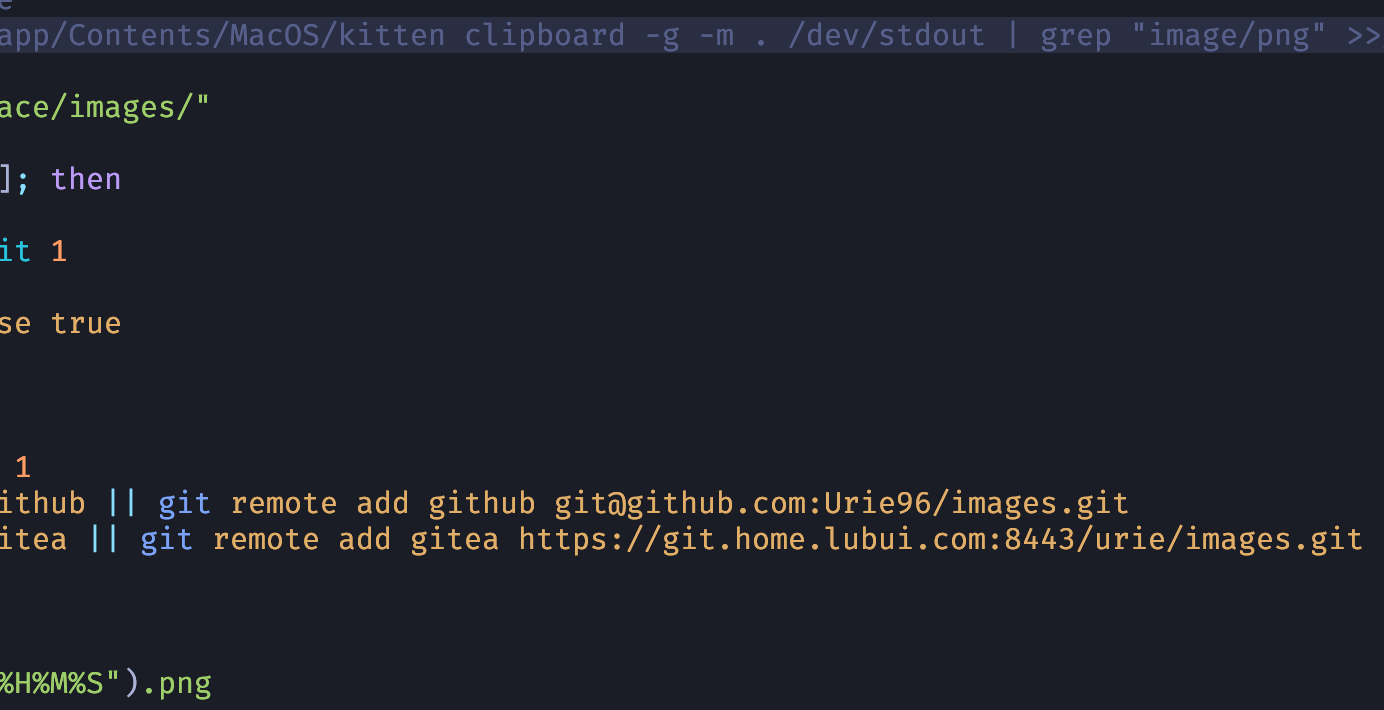 e
app/Contents/MacOS/kitten clipboard -g -m . /dev/stdout | grep "image/png" >>
ace/images/"
]; then
it 1
se true
1
ithub || git remote add github git@github.com:Urie96/images.git
itea || git remote add gitea https://git.home.lubui.com:8443/urie/images.git
%H%M%S").png